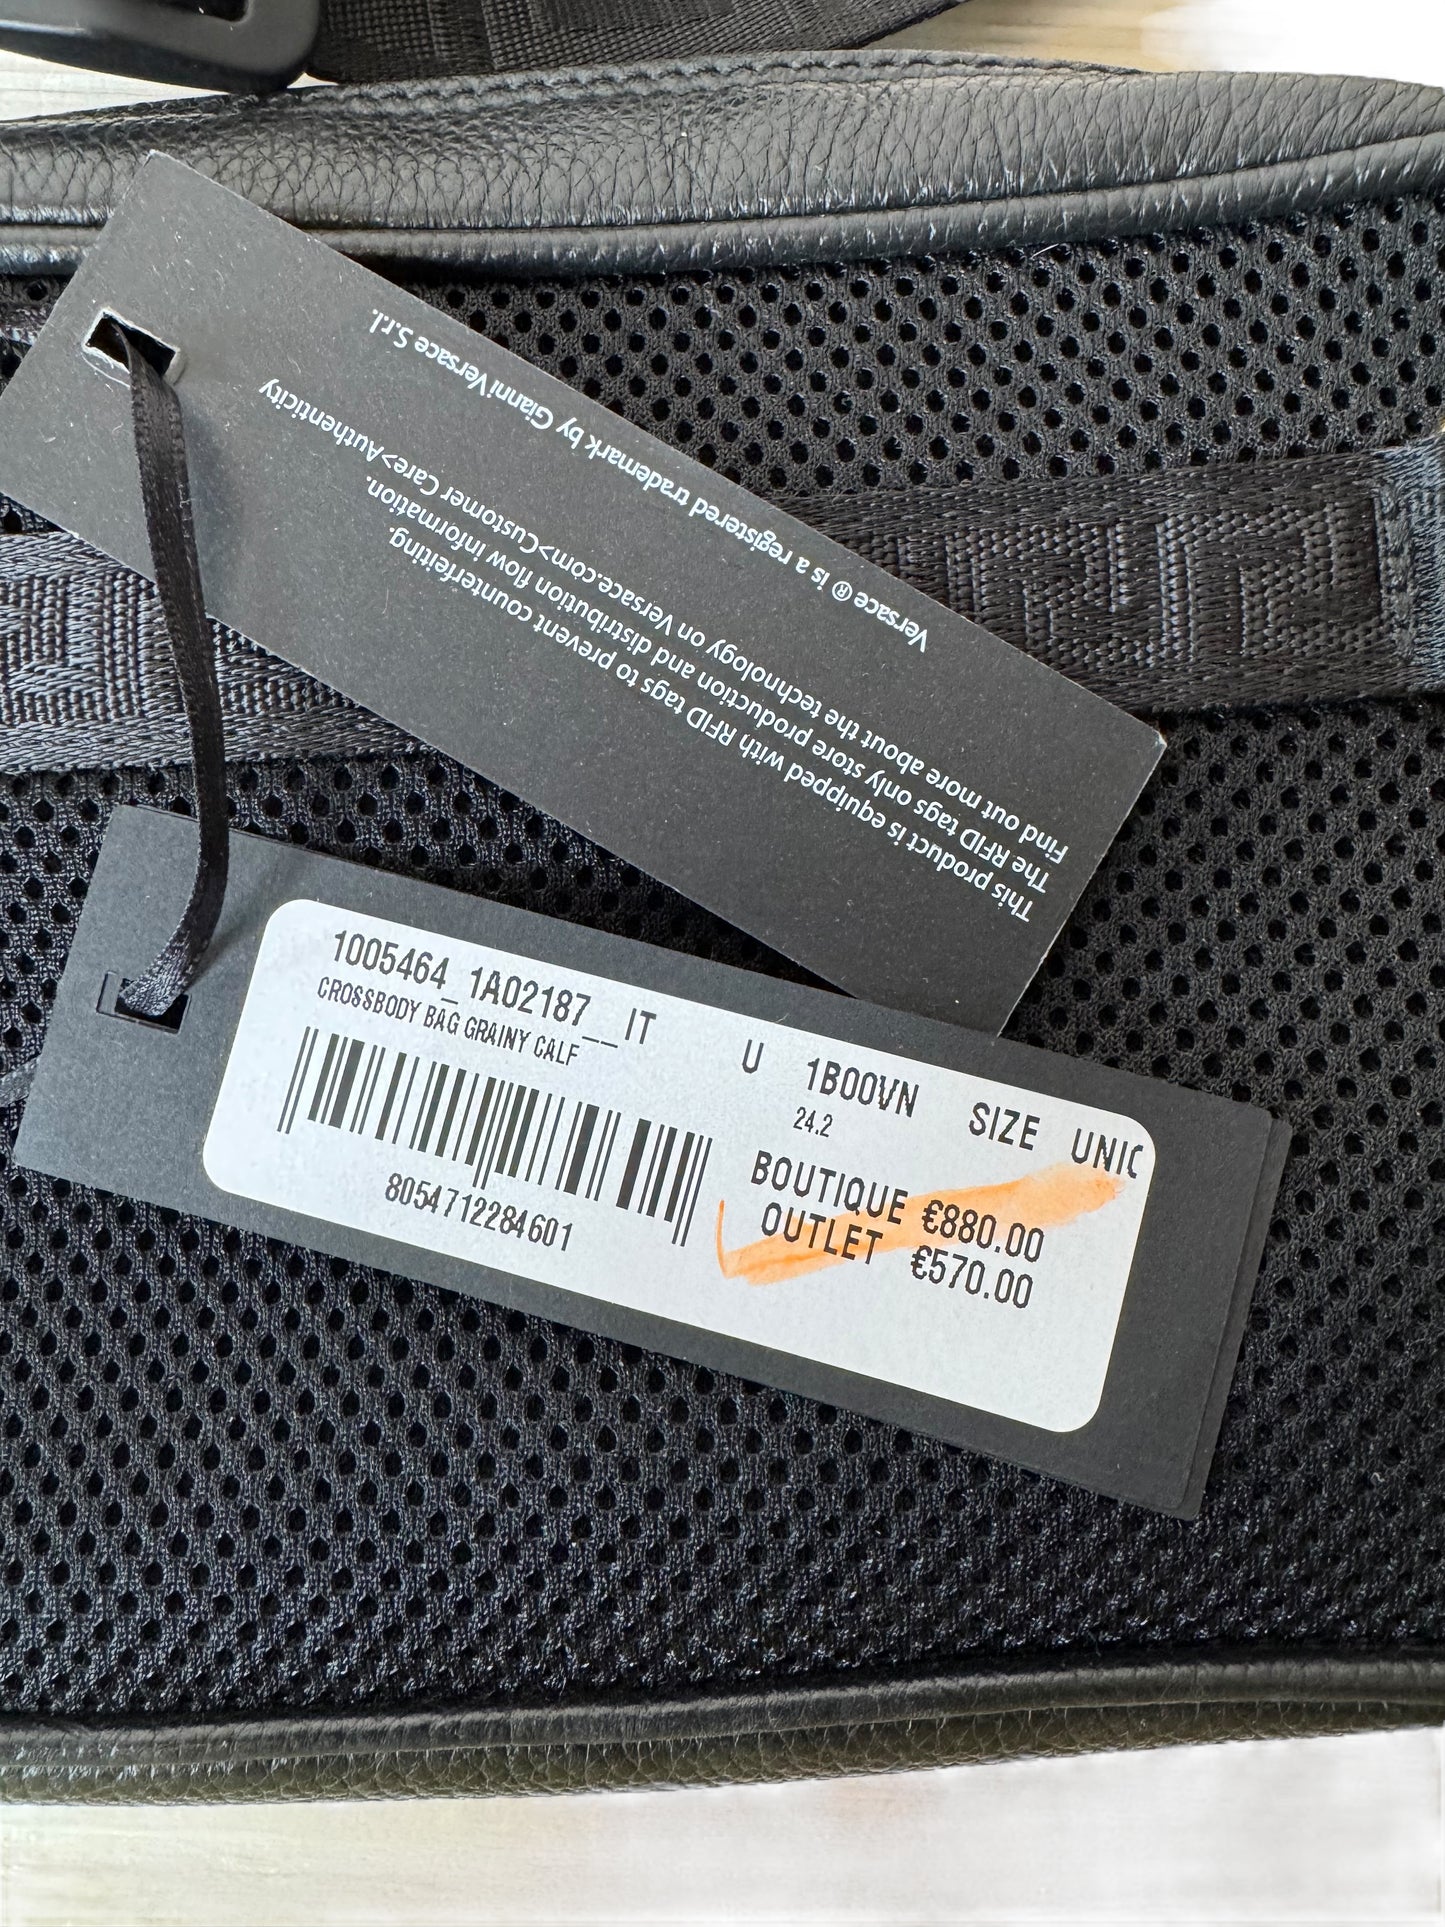 Versace ® is a registered trademark by GianniVersace S.r.l.
This product is equipped with RFID tags to prevent counterfeiting.
The RFID tags only store production and distribution flow information.
Find out more about the technology on Versace.com>Customer Care>Authenticity
1005464_1A02187__IT U 1B00VN SIZE UNIC
CROSSBODY BAG GRAINY CALF 24.2
BOUTIQUE €880.00
OUTLET €570.00
8054712284601